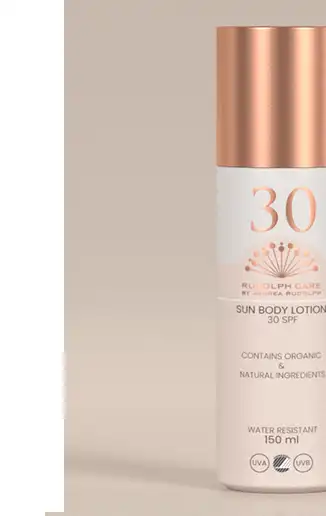 30
RUDOLPH CARE
BY ANDREA RUDOLPH
SUN BODY LOTION
30 SPF
CONTAINS ORGANIC
&
NATURAL INGREDIENTS
WATER RESISTANT
150 ml
UVA
UVB